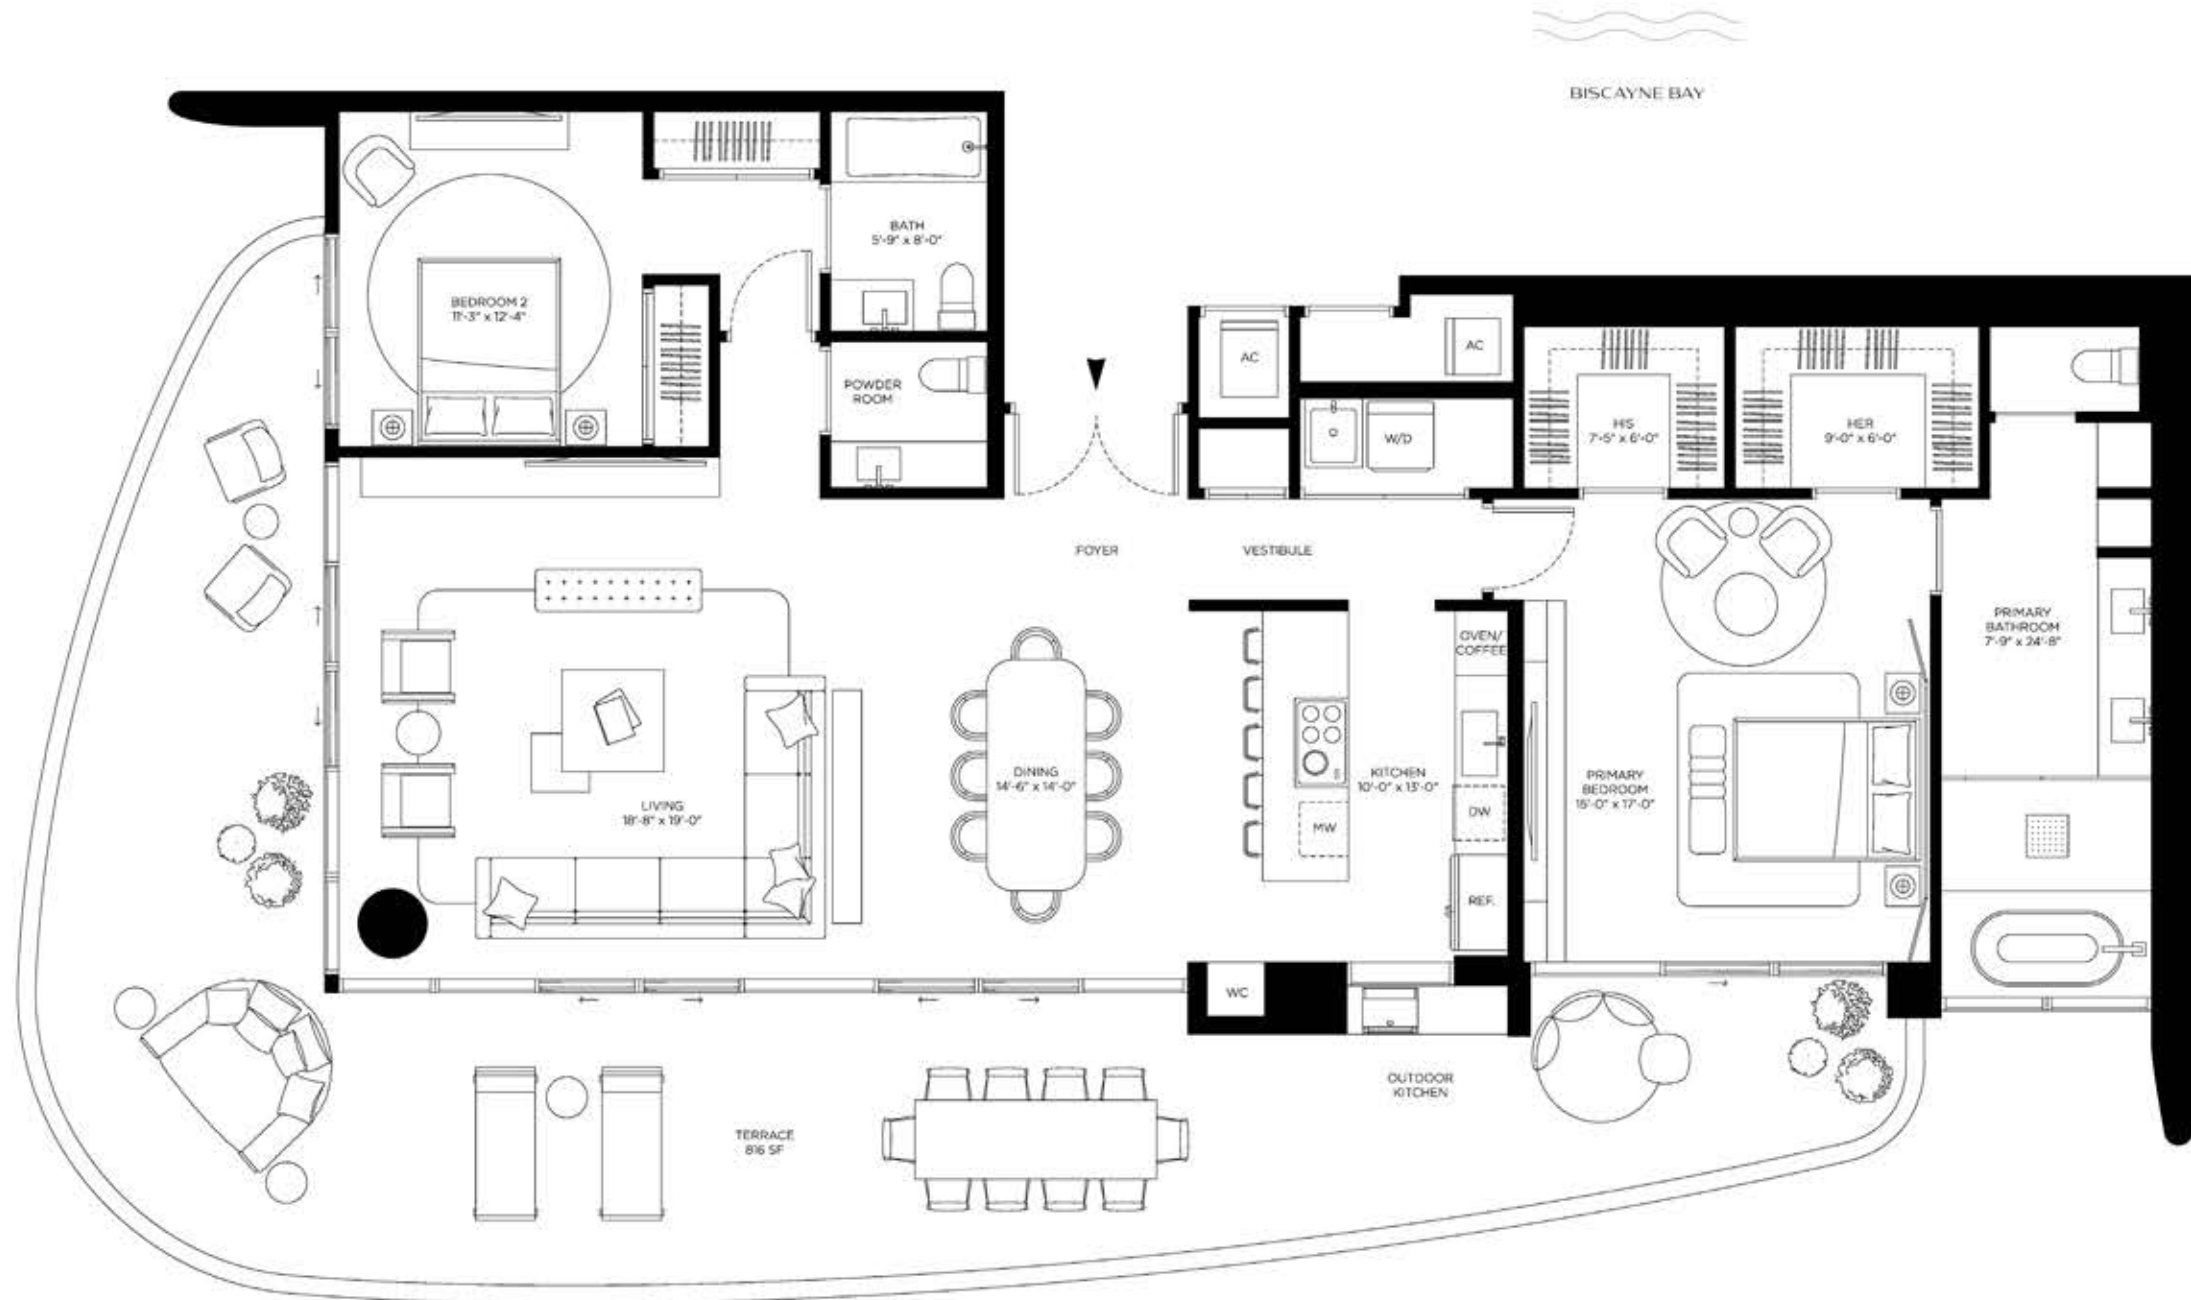 BISCAYNE BAY
BATH
5'-9" x 8'-0"
BEDROOM 2
11'-3" x 12'-4"
POWDER
ROOM
AC
AC
W/D
HIS
7'-5" x 6'-0"
HER
9'-0" x 6'-0"
FOYER
VESTIBULE
OVEN/
COFFEE
PRIMARY
BATHROOM
7'-9" x 24'-8"
LIVING
18'-8" x 19'-0"
DINING
14'-6" x 14'-0"
KITCHEN
10'-0" x 13'-0"
MW
DW
REF.
PRIMARY
BEDROOM
15'-0" x 17'-0"
WC
OUTDOOR
KITCHEN
TERRACE
816 SF